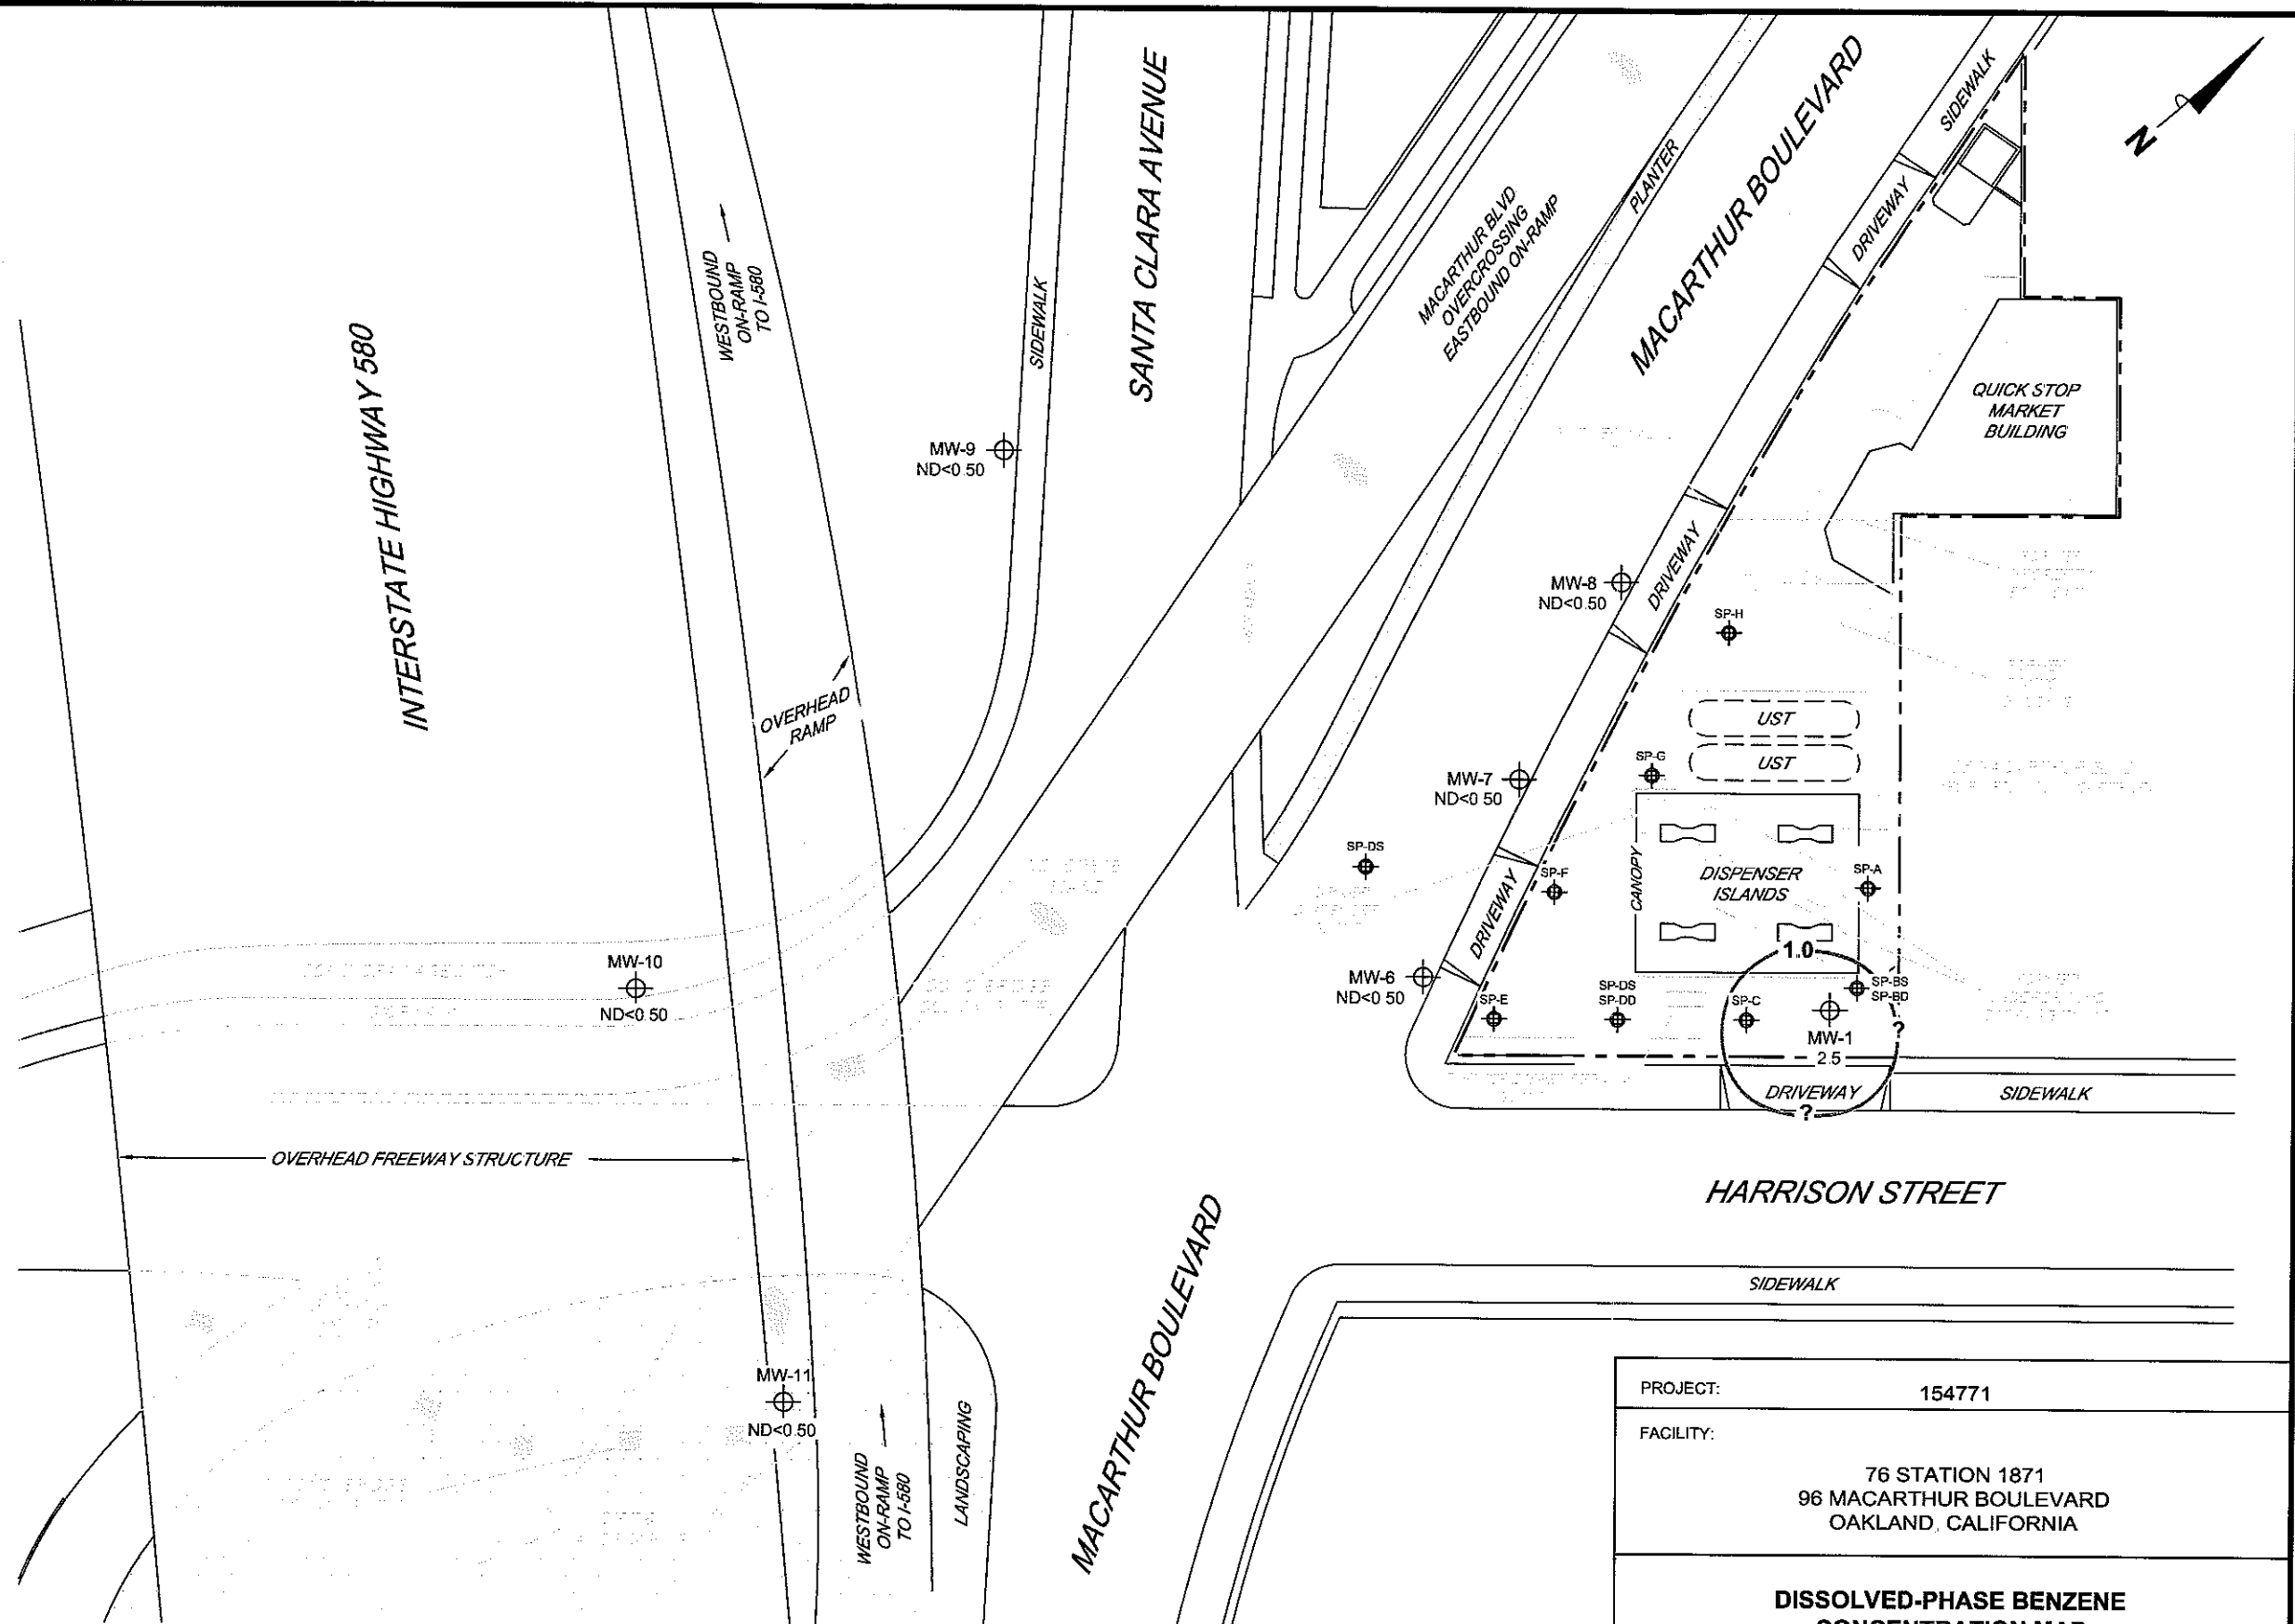 INTERSTATE HIGHWAY 580
WESTBOUND
ON-RAMP
TO I-580
SIDEWALK
SANTA CLARA AVENUE
MACARTHUR BLVD
OVERCROSSING
EASTBOUND ON-RAMP
PLANTER
MACARTHUR BOULEVARD
SIDEWALK
DRIVEWAY
N
QUICK STOP
MARKET
BUILDING
MW-9
ND<0.50
MW-8
ND<0.50
DRIVEWAY
SP-H
OVERHEAD
RAMP
UST
UST
SP-G
MW-7
ND<0 50
SP-DS
SP-F
CANOPY
DISPENSER
ISLANDS
SP-A
DRIVEWAY
1.0
MW-10
ND<0 50
MW-6
ND<0 50
SP-E
SP-DS
SP-DD
SP-C
SP-BS
SP-BD
MW-1
2.5
?
DRIVEWAY
?
SIDEWALK
OVERHEAD FREEWAY STRUCTURE
HARRISON STREET
SIDEWALK
MW-11
ND<0.50
WESTBOUND
ON-RAMP
TO I-580
LANDSCAPING
MACARTHUR BOULEVARD
PROJECT: 154771
FACILITY:
76 STATION 1871
96 MACARTHUR BOULEVARD
OAKLAND, CALIFORNIA
DISSOLVED-PHASE BENZENE
CONCENTRATION MAP